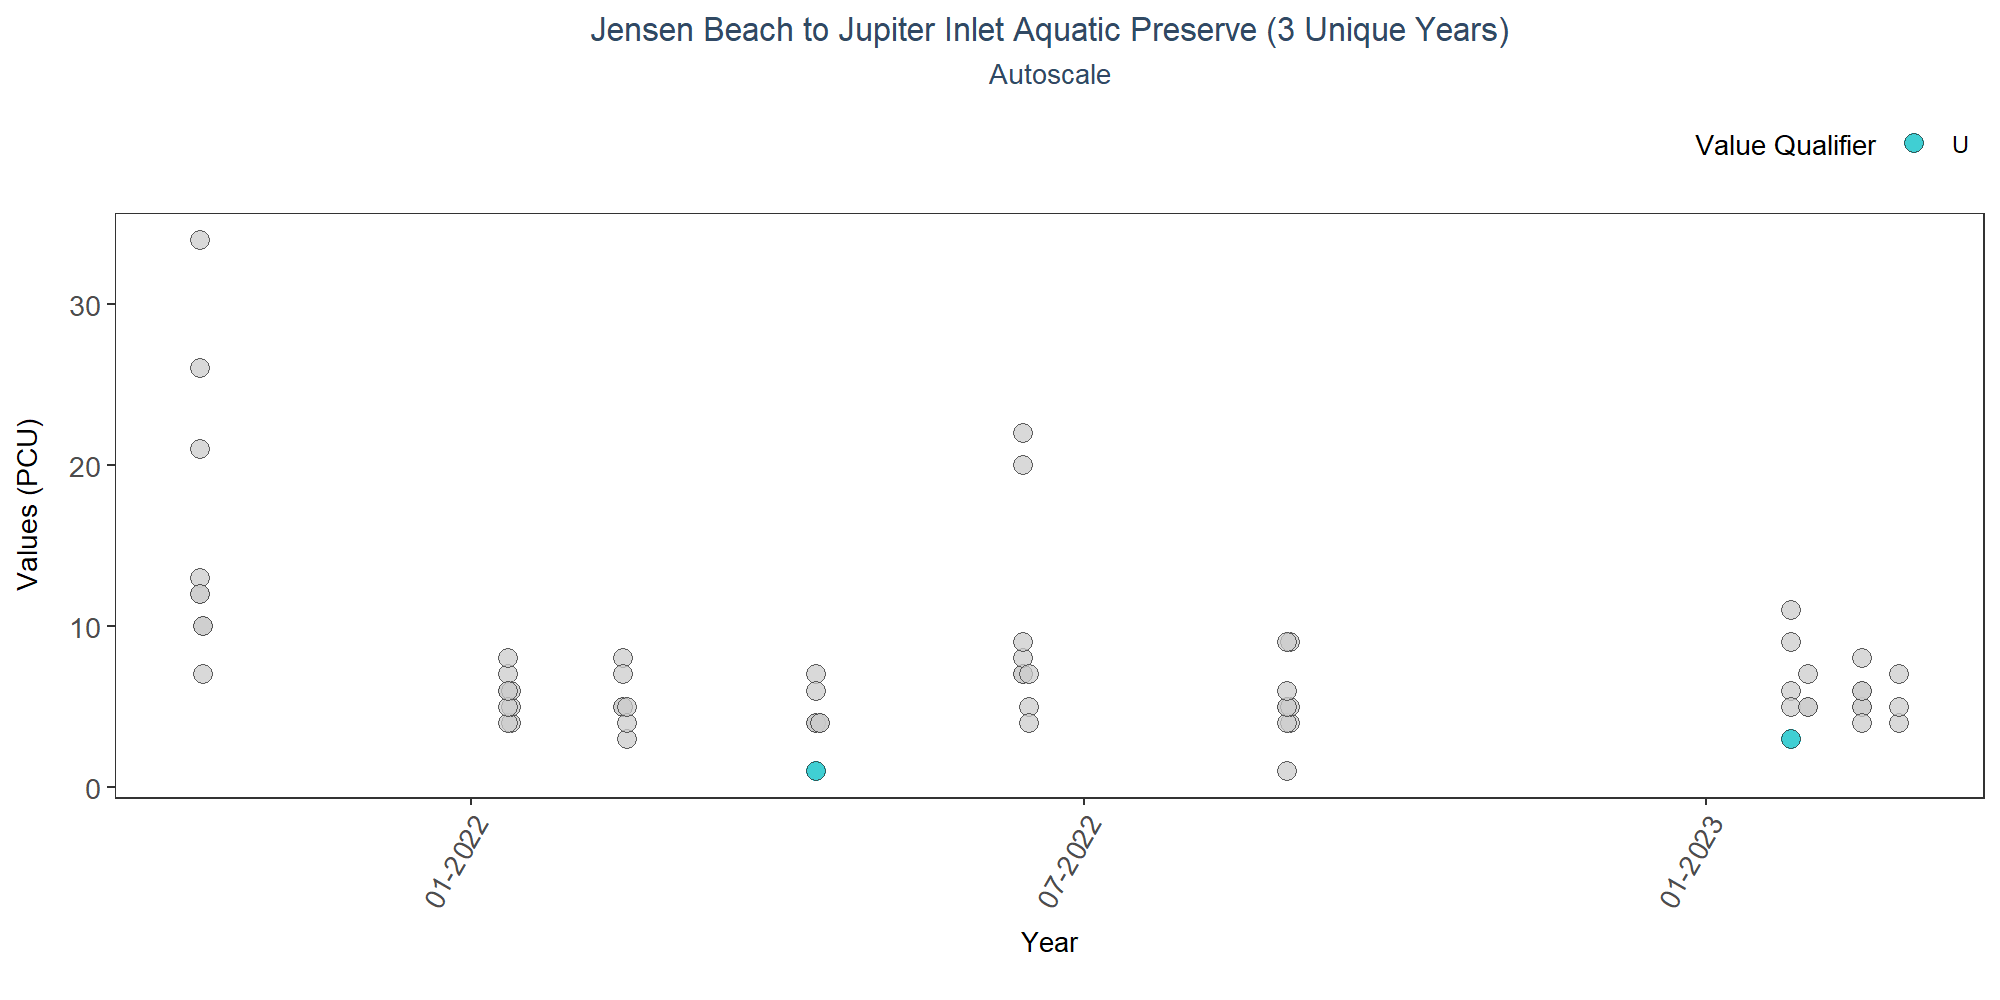 Jensen Beach to Jupiter Inlet Aquatic Preserve (3 Unique Years)
Autoscale
Value Qualifier U
Values (PCU)
30
20
10
0
01-2022
07-2022
01-2023
Year